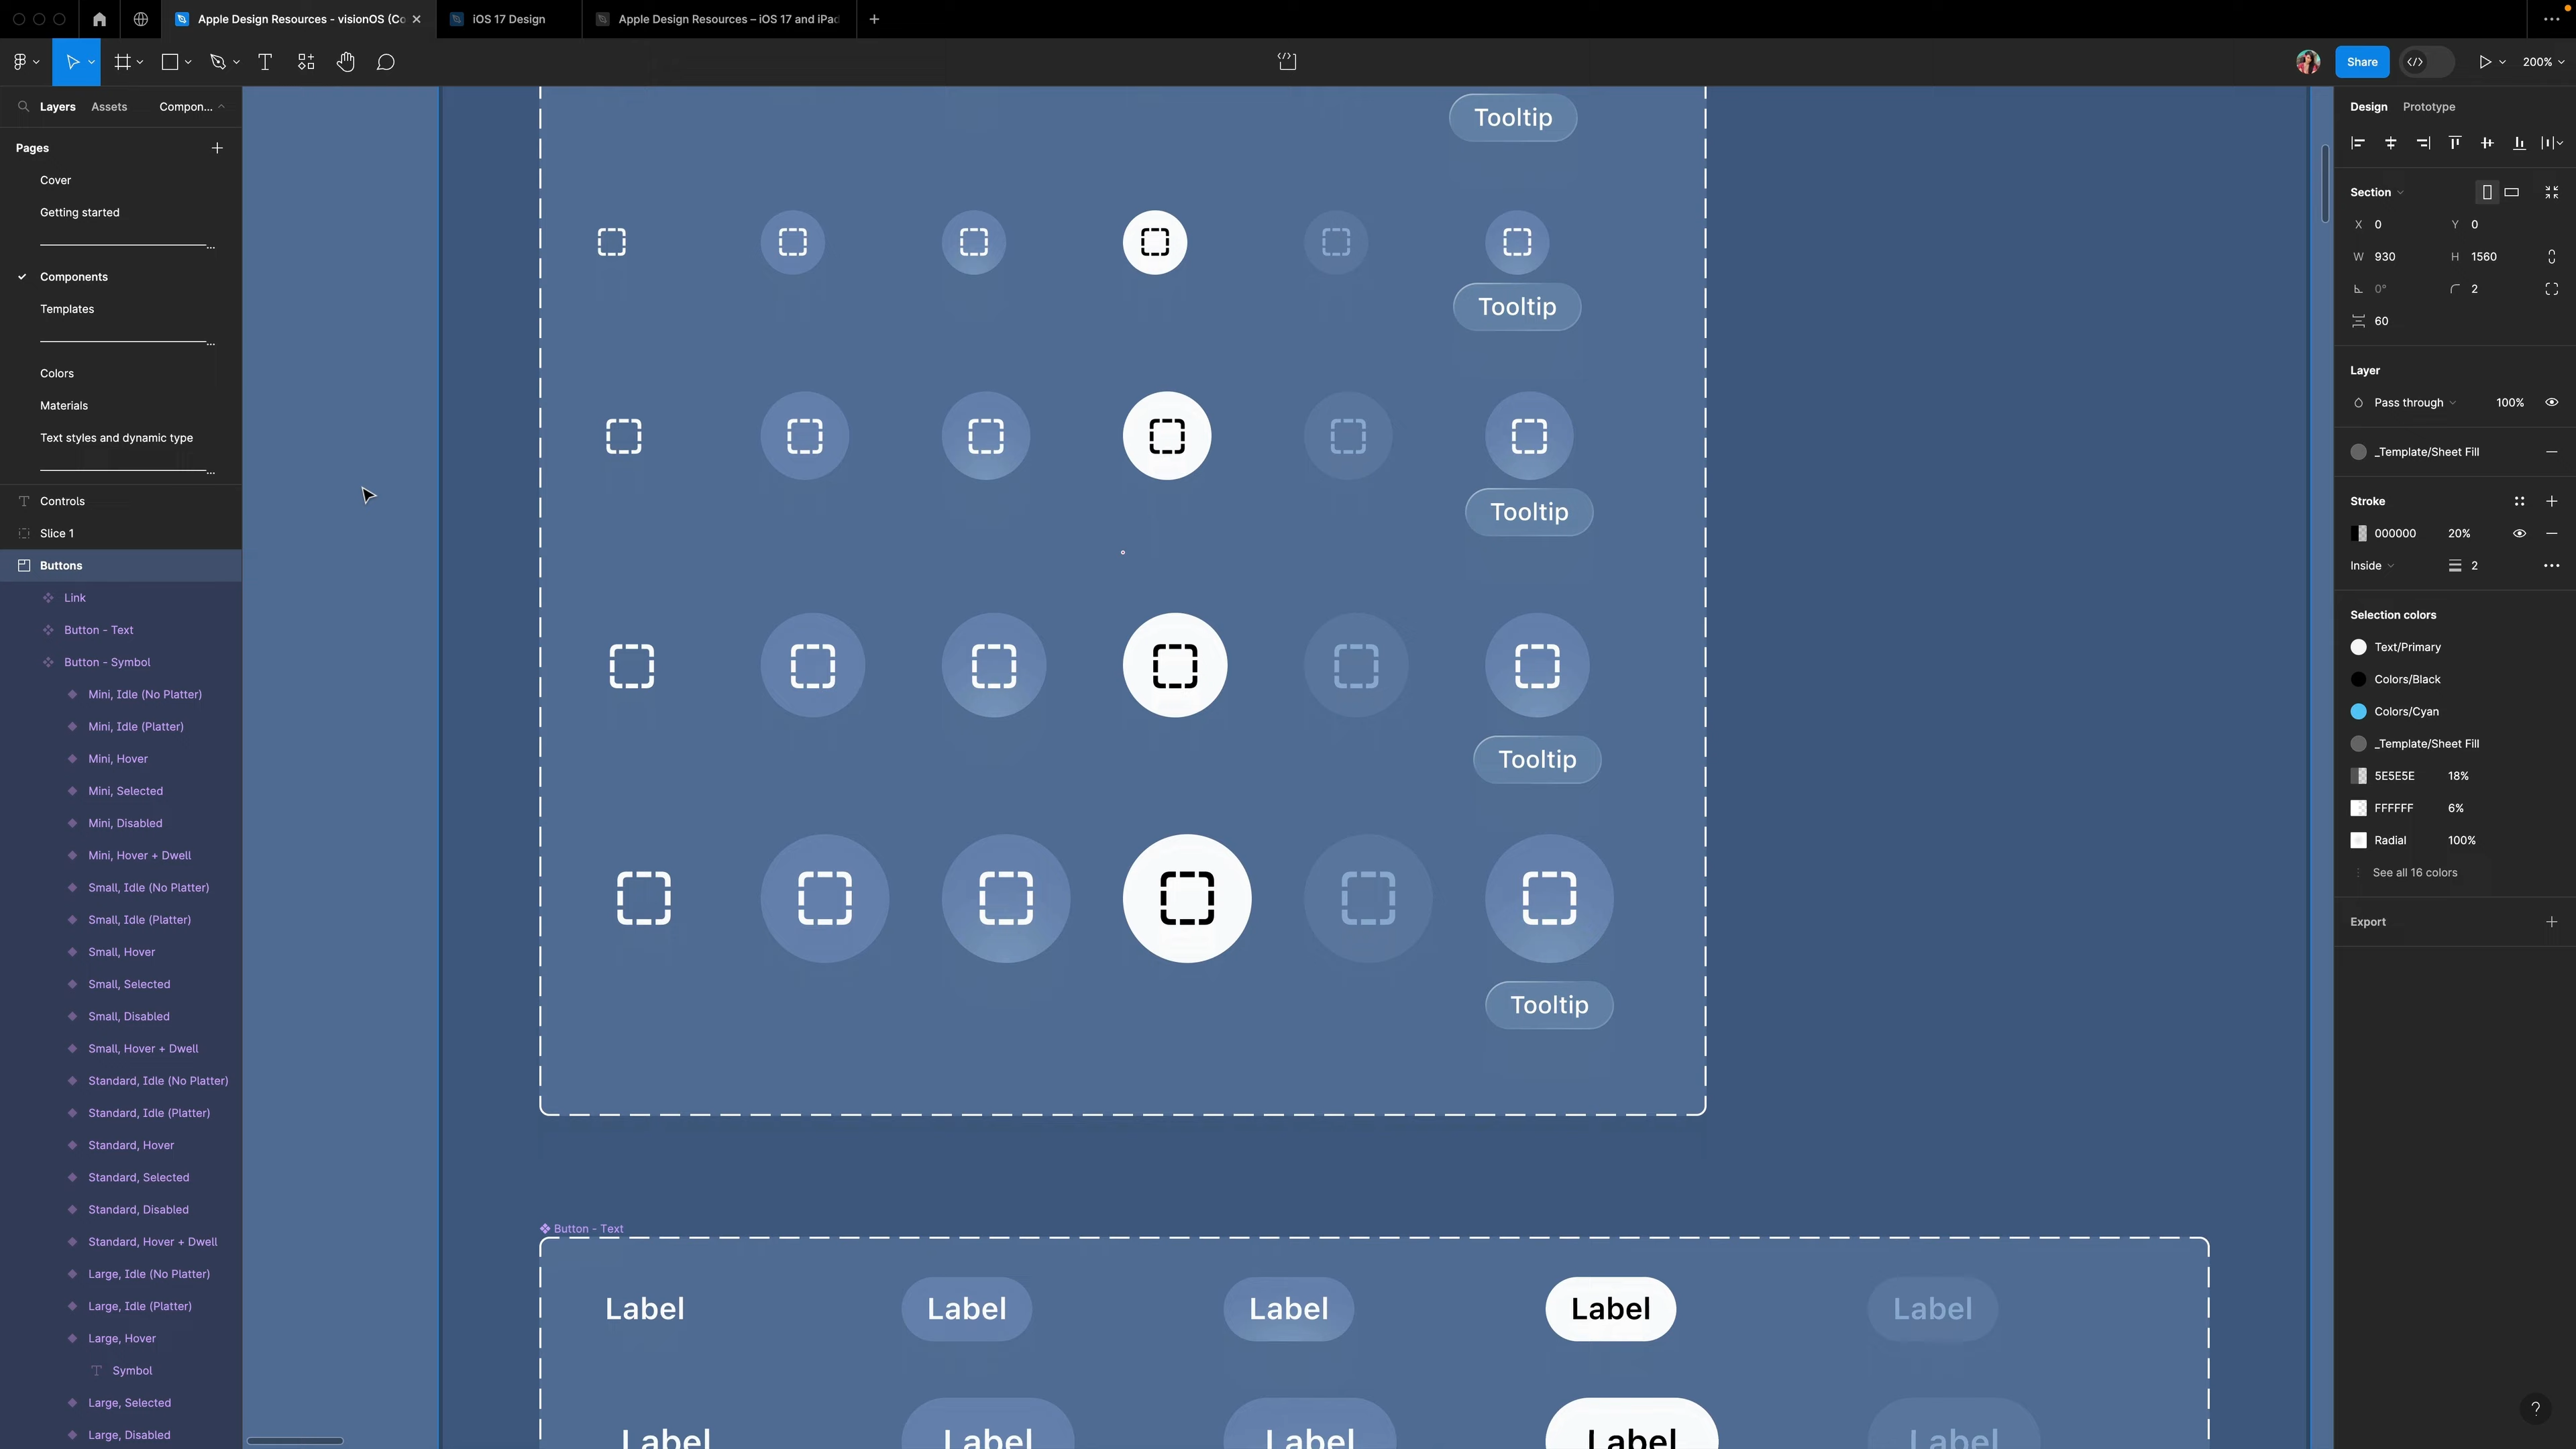 Apple Design Resources - visionOS (Co
iOS 17 Design
Apple Design Resources – iOS 17 and iPad
Share
200%
Layers
Assets
Compon...
Pages
Cover
Getting started
Components
Templates
Colors
Materials
Text styles and dynamic type
Controls
Slice 1
Buttons
Link
Button - Text
Button - Symbol
Mini, Idle (No Platter)
Mini, Idle (Platter)
Mini, Hover
Mini, Selected
Mini, Disabled
Mini, Hover + Dwell
Small, Idle (No Platter)
Small, Idle (Platter)
Small, Hover
Small, Selected
Small, Disabled
Small, Hover + Dwell
Standard, Idle (No Platter)
Standard, Idle (Platter)
Standard, Hover
Standard, Selected
Standard, Disabled
Standard, Hover + Dwell
Large, Idle (No Platter)
Large, Idle (Platter)
Large, Hover
Symbol
Large, Selected
Large, Disabled
Tooltip
Tooltip
Tooltip
Tooltip
Tooltip
Button - Text
Label Label Label Label Label
Label Label Label Label Label
Design
Prototype
Section
X 0 Y 0
W 930 H 1560
0° 2
60
Layer
Pass through 100%
_Template/Sheet Fill
Stroke
000000 20%
Inside 2
Selection colors
Text/Primary
Colors/Black
Colors/Cyan
_Template/Sheet Fill
5E5E5E 18%
FFFFFF 6%
Radial 100%
See all 16 colors
Export
?